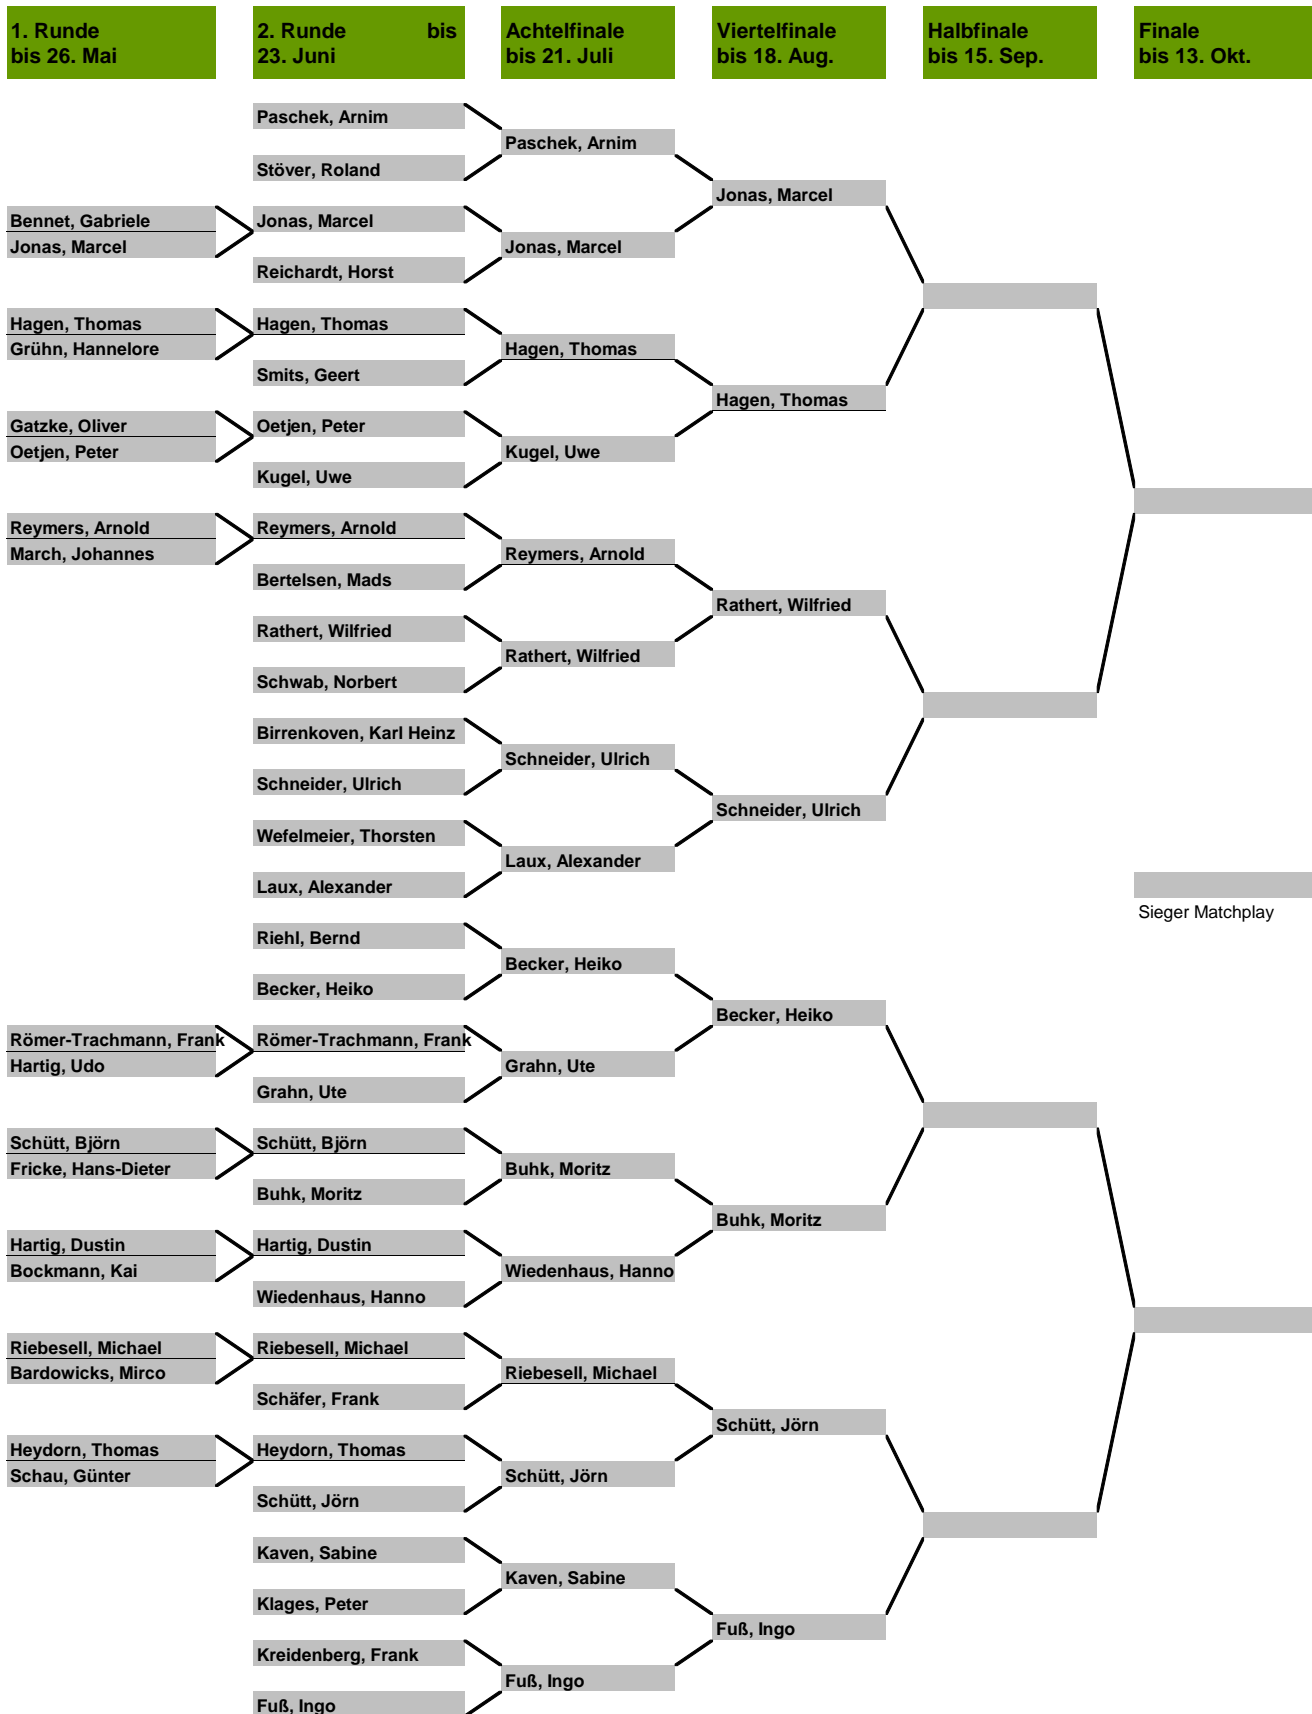 1. Runde
bis 26. Mai
2. Runde bis
23. Juni
Achtelfinale
bis 21. Juli
Viertelfinale
bis 18. Aug.
Halbfinale
bis 15. Sep.
Finale
bis 13. Okt.
Bennet, Gabriele
Jonas, Marcel
Hagen, Thomas
Grühn, Hannelore
Gatzke, Oliver
Oetjen, Peter
Reymers, Arnold
March, Johannes
Römer-Trachmann, Frank
Hartig, Udo
Schütt, Björn
Fricke, Hans-Dieter
Hartig, Dustin
Bockmann, Kai
Riebesell, Michael
Bardowicks, Mirco
Heydorn, Thomas
Schau, Günter
Paschek, Arnim
Stöver, Roland
Jonas, Marcel
Reichardt, Horst
Hagen, Thomas
Smits, Geert
Oetjen, Peter
Kugel, Uwe
Reymers, Arnold
Bertelsen, Mads
Rathert, Wilfried
Schwab, Norbert
Birrenkoven, Karl Heinz
Schneider, Ulrich
Wefelmeier, Thorsten
Laux, Alexander
Riehl, Bernd
Becker, Heiko
Römer-Trachmann, Frank
Grahn, Ute
Schütt, Björn
Buhk, Moritz
Hartig, Dustin
Wiedenhaus, Hanno
Riebesell, Michael
Schäfer, Frank
Heydorn, Thomas
Schütt, Jörn
Kaven, Sabine
Klages, Peter
Kreidenberg, Frank
Fuß, Ingo
Paschek, Arnim
Jonas, Marcel
Hagen, Thomas
Kugel, Uwe
Reymers, Arnold
Rathert, Wilfried
Schneider, Ulrich
Laux, Alexander
Becker, Heiko
Grahn, Ute
Buhk, Moritz
Wiedenhaus, Hanno
Riebesell, Michael
Schütt, Jörn
Kaven, Sabine
Fuß, Ingo
Jonas, Marcel
Hagen, Thomas
Rathert, Wilfried
Schneider, Ulrich
Becker, Heiko
Buhk, Moritz
Schütt, Jörn
Fuß, Ingo
Sieger Matchplay